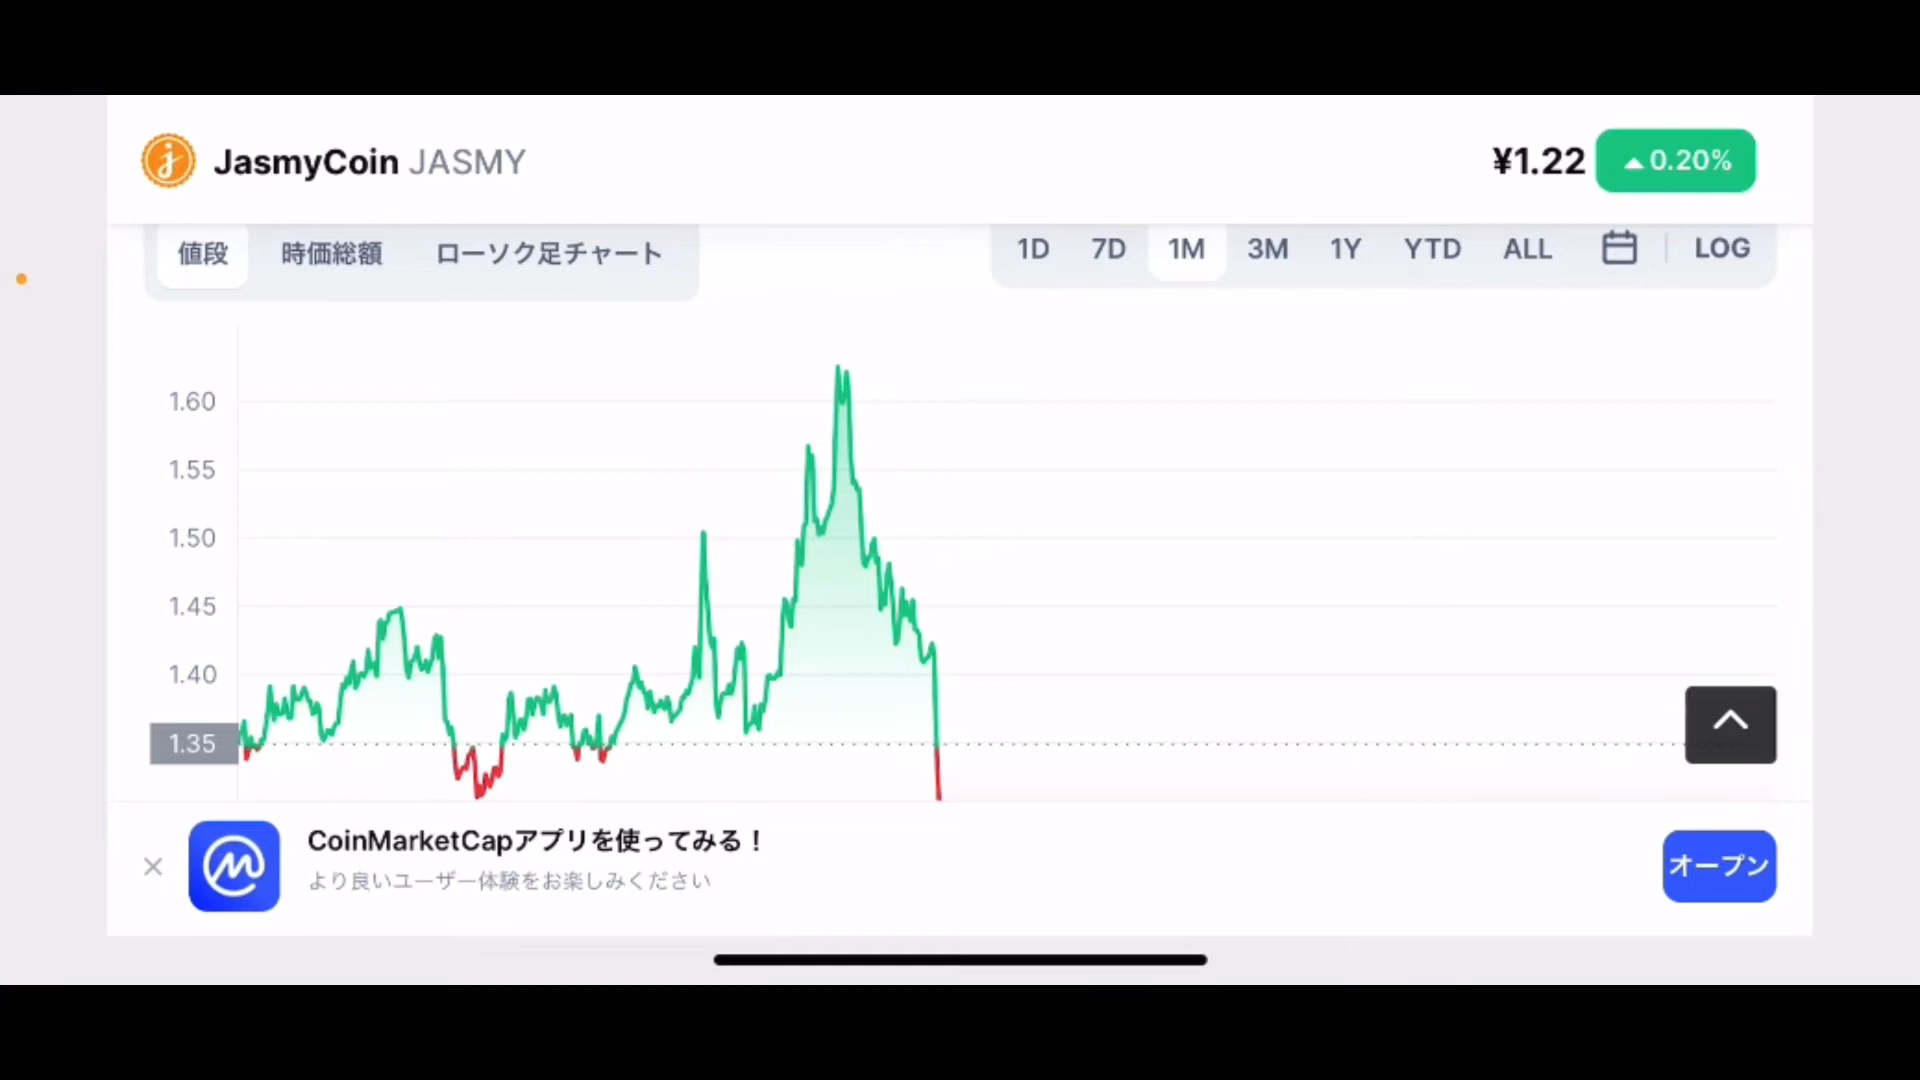 JasmyCoin JASMY
¥1.22 ▲0.20%
値段 時価総額 ローソク足チャート
1D 7D 1M 3M 1Y YTD ALL LOG
1.60
1.55
1.50
1.45
1.40
1.35
CoinMarketCapアプリを使ってみる！
より良いユーザー体験をお楽しみください
オープン